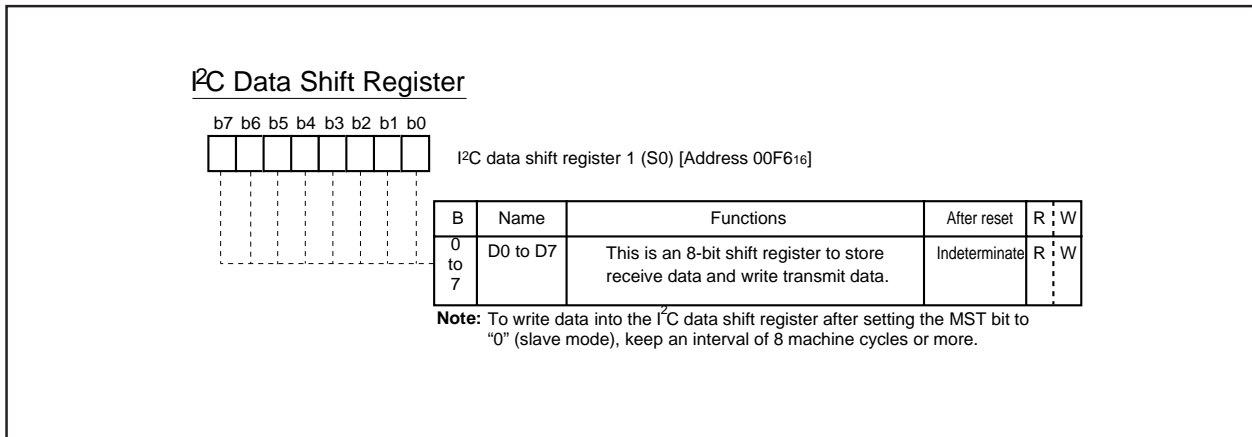 I²C Data Shift Register
b7 b6 b5 b4 b3 b2 b1 b0
I²C data shift register 1 (S0) [Address 00F6₁₆]
B Name Functions After reset R W
0 to 7 D0 to D7 This is an 8-bit shift register to store Indeterminate R W
receive data and write transmit data.
Note: To write data into the I²C data shift register after setting the MST bit to
“0” (slave mode), keep an interval of 8 machine cycles or more.